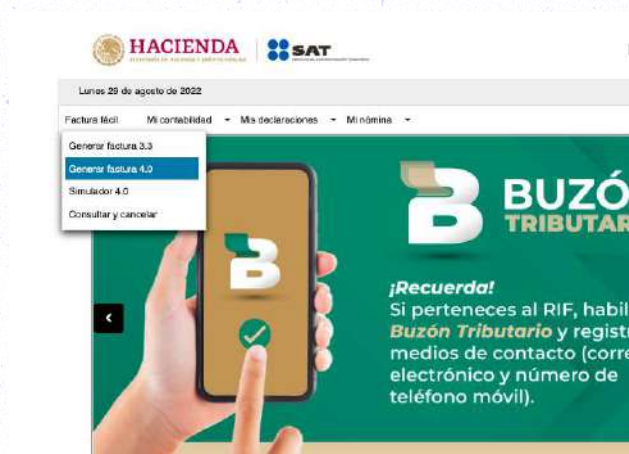 HACIENDA
SAT
Lunes 29 de agosto de 2022
Factura fácil Mi contabilidad Mis declaraciones Mi nómina
Generar factura 3.3
Generar factura 4.0
Simulador 4.0
Consultar y cancelar
B
BUZÓ
TRIBUTAR
B
¡Recuerda!
Si perteneces al RIF, habil
Buzón Tributario y registr
medios de contacto (corre
electrónico y número de
teléfono móvil).